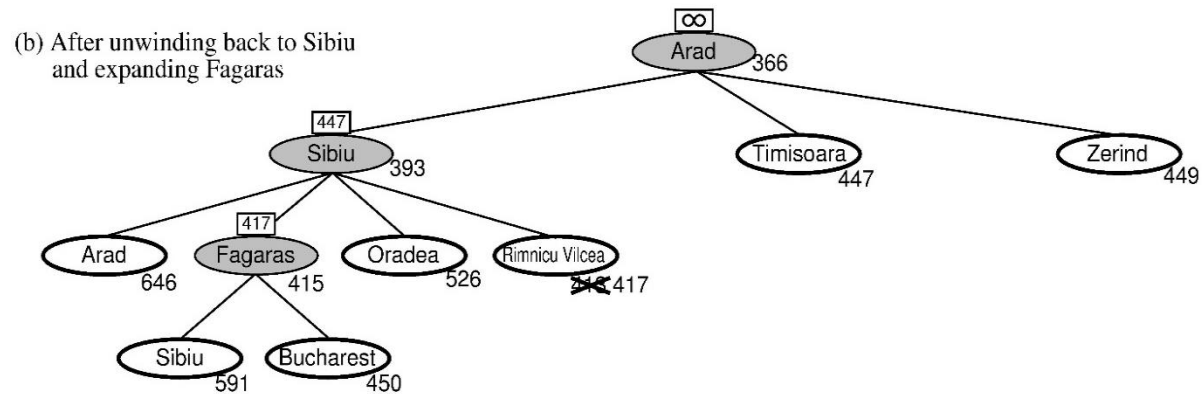 (b) After unwinding back to Sibiu
and expanding Fagaras
∞
Arad
366
447
Sibiu
393
Timisoara
447
Zerind
449
Arad
646
417
Fagaras
415
Oradea
526
Rimnicu Vilcea
413 417
Sibiu
591
Bucharest
450